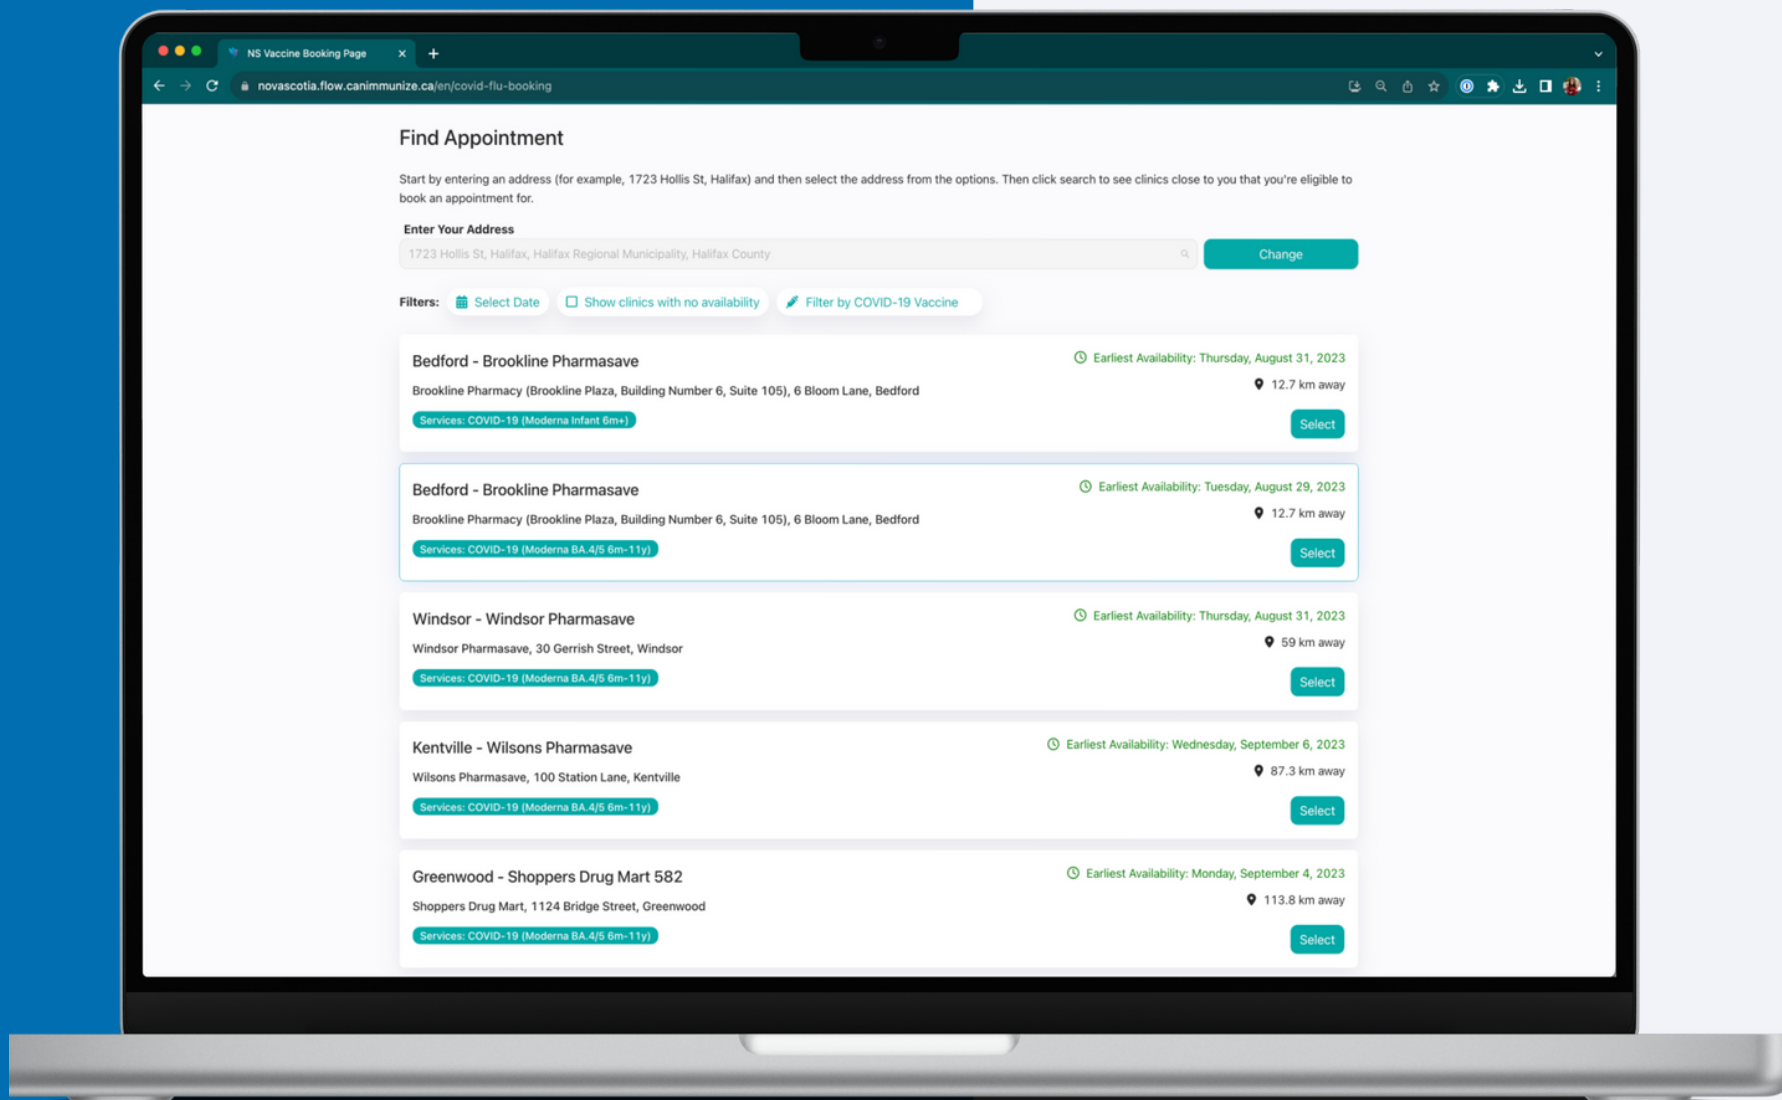 NS Vaccine Booking Page
novascotia.flow.canimmunize.ca/en/covid-flu-booking
Find Appointment
Start by entering an address (for example, 1723 Hollis St, Halifax) and then select the address from the options. Then click search to see clinics close to you that you're eligible to
book an appointment for.
Enter Your Address
1723 Hollis St, Halifax, Halifax Regional Municipality, Halifax County
Change
Filters: Select Date Show clinics with no availability Filter by COVID-19 Vaccine
Bedford - Brookline Pharmasave
Earliest Availability: Thursday, August 31, 2023
Brookline Pharmacy (Brookline Plaza, Building Number 6, Suite 105), 6 Bloom Lane, Bedford
12.7 km away
Services: COVID-19 (Moderna Infant 6m+)
Select
Bedford - Brookline Pharmasave
Earliest Availability: Tuesday, August 29, 2023
Brookline Pharmacy (Brookline Plaza, Building Number 6, Suite 105), 6 Bloom Lane, Bedford
12.7 km away
Services: COVID-19 (Moderna BA.4/5 6m-11y)
Select
Windsor - Windsor Pharmasave
Earliest Availability: Thursday, August 31, 2023
Windsor Pharmasave, 30 Gerrish Street, Windsor
59 km away
Services: COVID-19 (Moderna BA.4/5 6m-11y)
Select
Kentville - Wilsons Pharmasave
Earliest Availability: Wednesday, September 6, 2023
Wilsons Pharmasave, 100 Station Lane, Kentville
87.3 km away
Services: COVID-19 (Moderna BA.4/5 6m-11y)
Select
Greenwood - Shoppers Drug Mart 582
Earliest Availability: Monday, September 4, 2023
Shoppers Drug Mart, 1124 Bridge Street, Greenwood
113.8 km away
Services: COVID-19 (Moderna BA.4/5 6m-11y)
Select